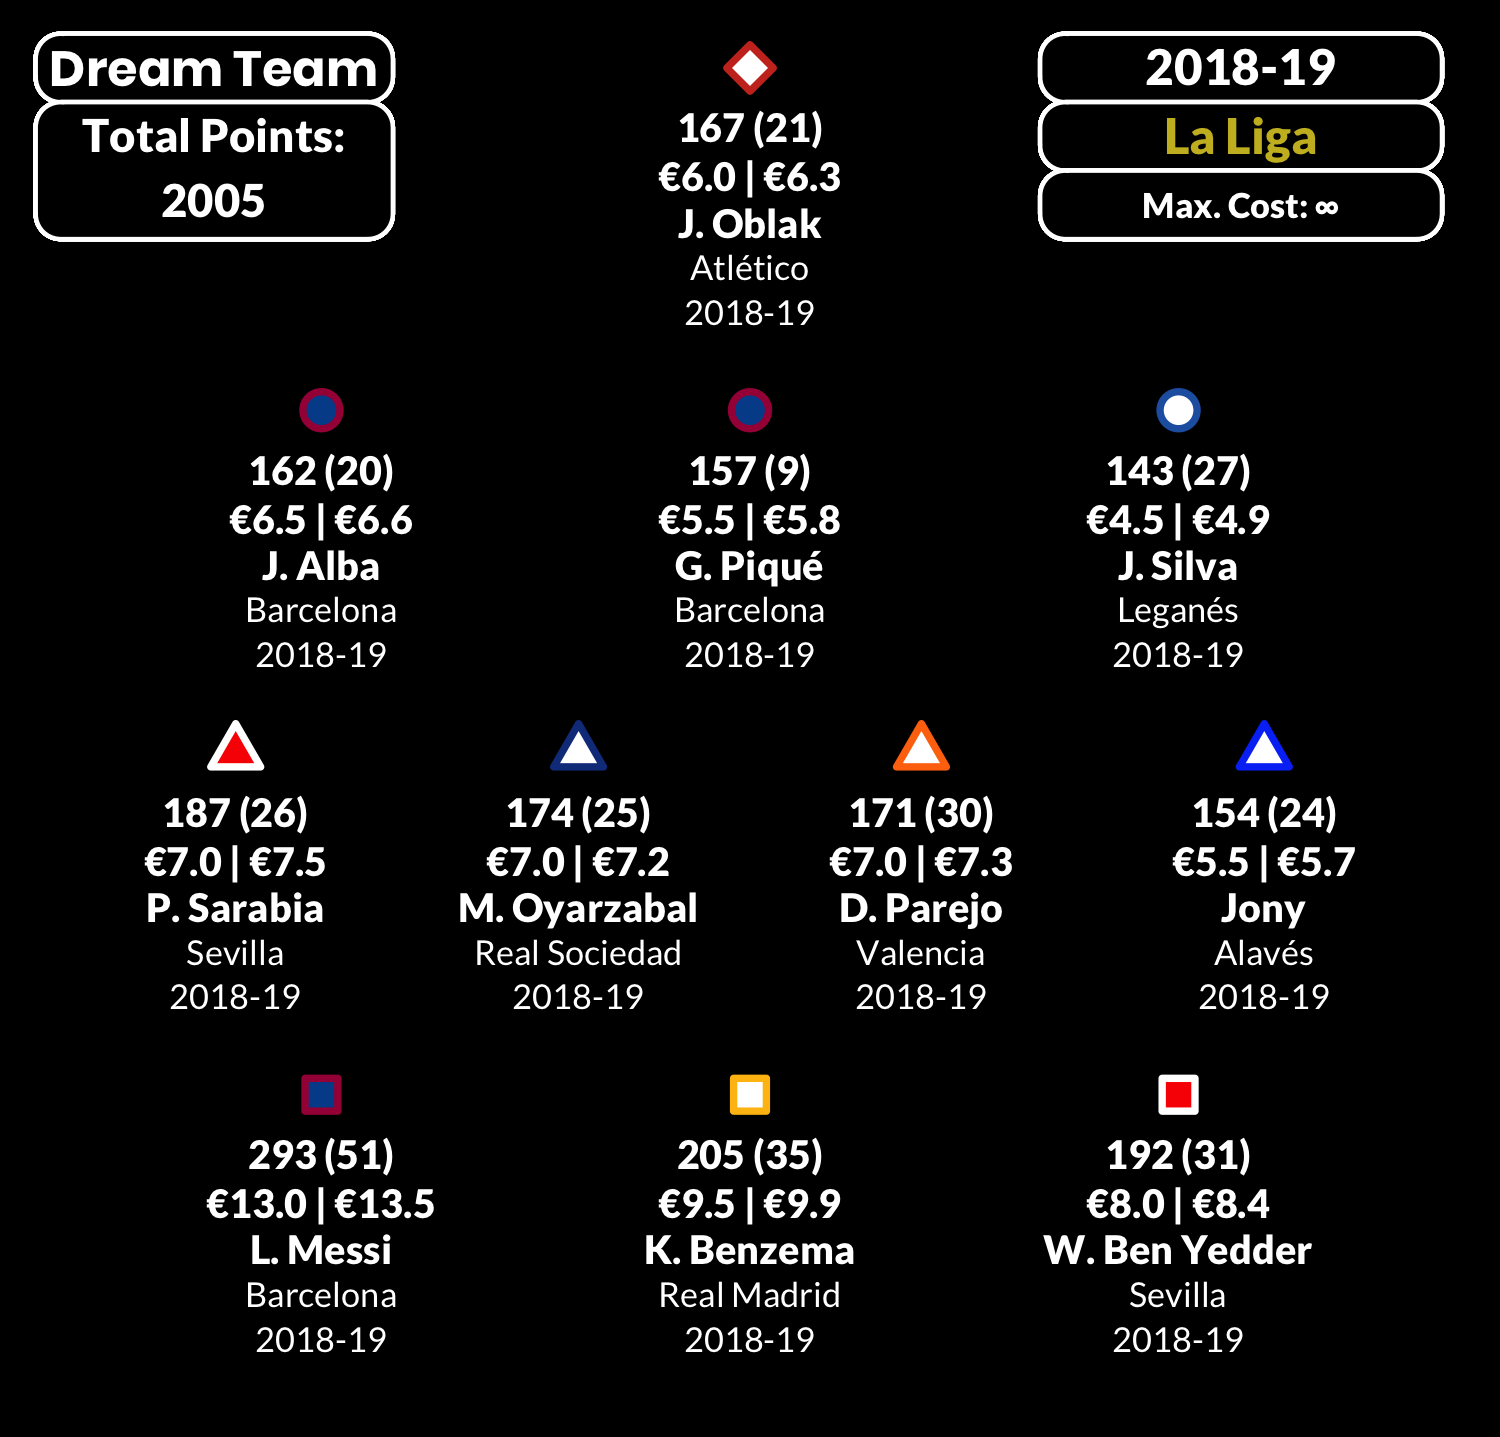 Dream Team
Total Points:
2005
2018-19
La Liga
Max. Cost: ∞
167 (21)
€6.0 | €6.3
J. Oblak
Atlético
2018-19
162 (20)
€6.5 | €6.6
J. Alba
Barcelona
2018-19
157 (9)
€5.5 | €5.8
G. Piqué
Barcelona
2018-19
143 (27)
€4.5 | €4.9
J. Silva
Leganés
2018-19
187 (26)
€7.0 | €7.5
P. Sarabia
Sevilla
2018-19
174 (25)
€7.0 | €7.2
M. Oyarzabal
Real Sociedad
2018-19
171 (30)
€7.0 | €7.3
D. Parejo
Valencia
2018-19
154 (24)
€5.5 | €5.7
Jony
Alavés
2018-19
293 (51)
€13.0 | €13.5
L. Messi
Barcelona
2018-19
205 (35)
€9.5 | €9.9
K. Benzema
Real Madrid
2018-19
192 (31)
€8.0 | €8.4
W. Ben Yedder
Sevilla
2018-19